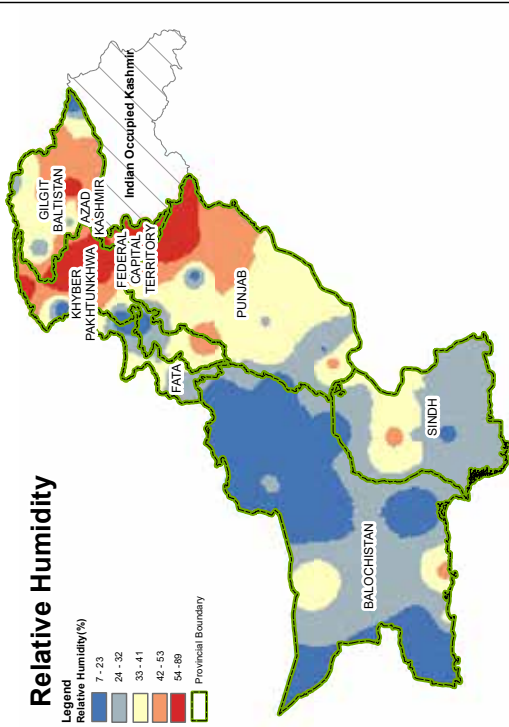 Relative Humidity
Legend
Relative Humidity(%)
7 - 23
24 - 32
33 - 41
42 - 53
54 -89
Provincial Boundary
GILGIT
BALTISTAN
AZAD
KASHMIR
Indian Occupied Kashmir
KHYBER
PAKHTUNKHWA
FEDERAL
CAPITAL
TERRITORY
FATA
PUNJAB
BALOCHISTAN
SINDH